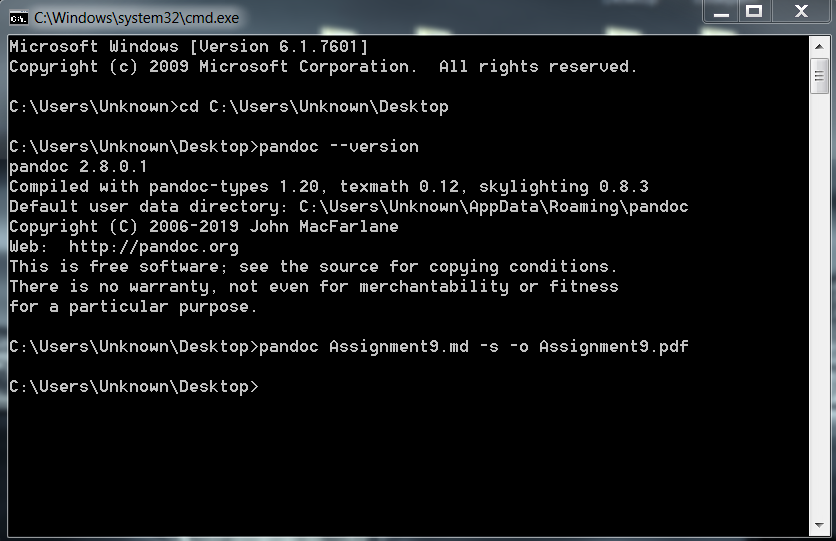 C:\Windows\system32\cmd.exe
Microsoft Windows [Version 6.1.7601]
Copyright (c) 2009 Microsoft Corporation.  All rights reserved.
C:\Users\Unknown>cd C:\Users\Unknown\Desktop
C:\Users\Unknown\Desktop>pandoc --version
pandoc 2.8.0.1
Compiled with pandoc-types 1.20, texmath 0.12, skylighting 0.8.3
Default user data directory: C:\Users\Unknown\AppData\Roaming\pandoc
Copyright (C) 2006-2019 John MacFarlane
Web:  http://pandoc.org
This is free software; see the source for copying conditions.
There is no warranty, not even for merchantability or fitness
for a particular purpose.
C:\Users\Unknown\Desktop>pandoc Assignment9.md -s -o Assignment9.pdf
C:\Users\Unknown\Desktop>